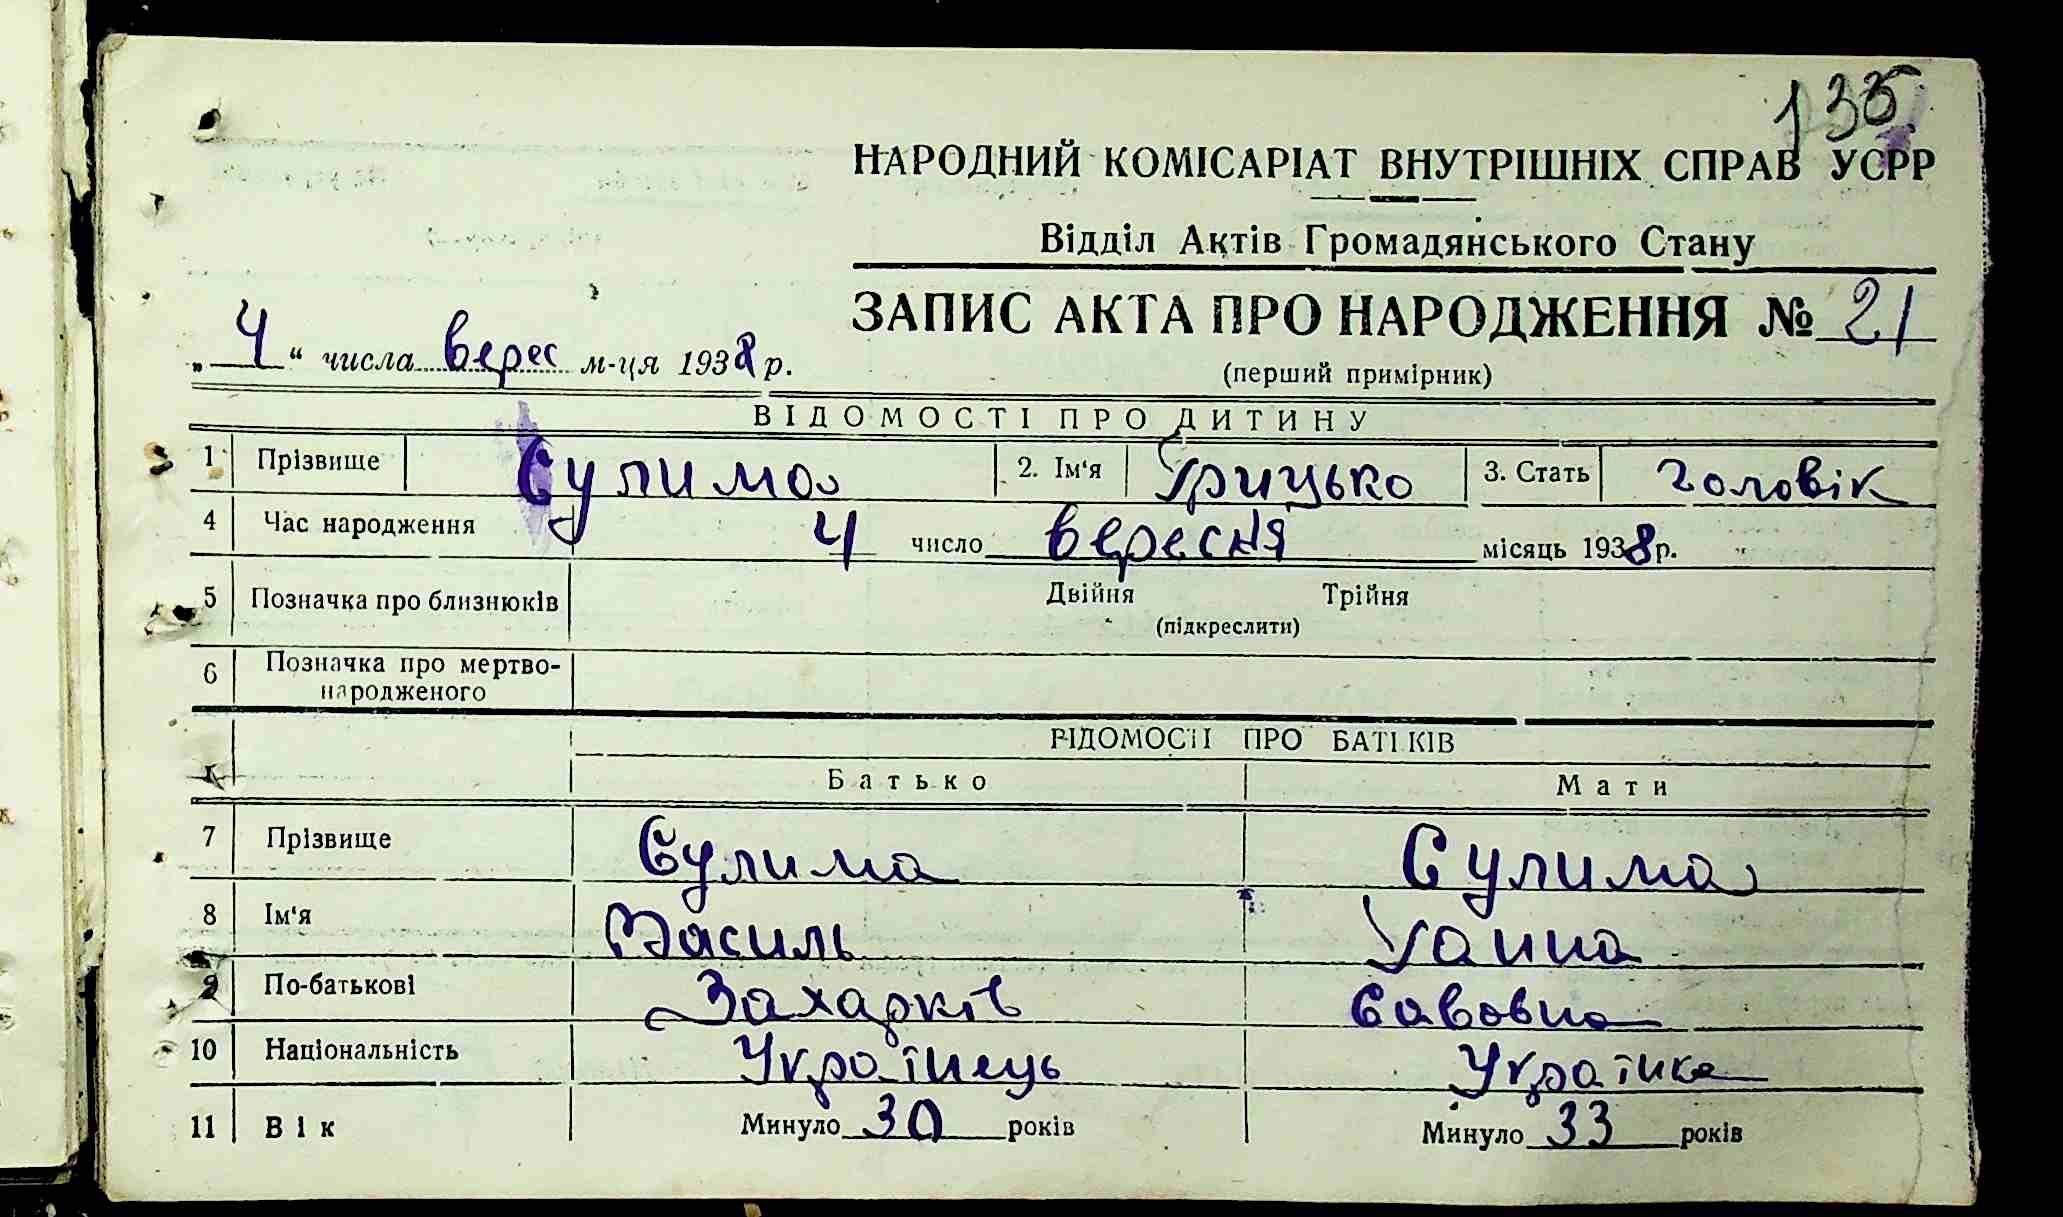 135
НАРОДНИЙ КОМІСАРІАТ ВНУТРІШНІХ СПРАВ УСРР
Відділ Актів Громадянського Стану
ЗАПИС АКТА ПРО НАРОДЖЕННЯ № 21
„ 4 “ числа верес м-ця 1938 р.
(перший примірник)
ВІДОМОСТІ ПРО ДИТИНУ
1 Прізвище Сулима 2. Ім'я Грицько 3. Стать Головік
4 Час народження 4 число вересня місяць 1938 р.
5 Позначка про близнюків Двійня Трійня
(підкреслити)
6 Позначка про мертво-
народженого
ВІДОМОСТІ ПРО БАТЬКІВ
Батько Мати
7 Прізвище Сулима Сулима
8 Ім'я Василь Ганна
9 По-батькові Захарків Савовна
10 Національність Українець Украінка
11 Вік Минуло 30 років Минуло 33 років